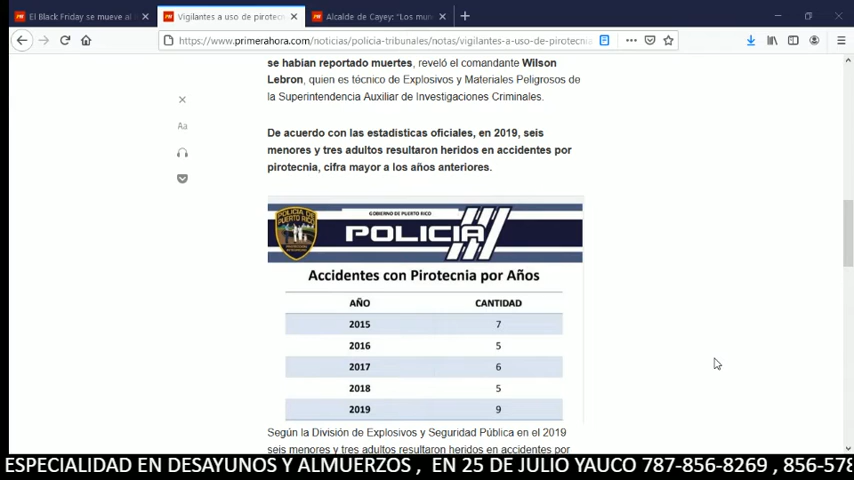 El Black Friday se mueve al
Vigilantes a uso de pirotecn
Alcalde de Cayey: "Los mun
https://www.primerahora.com/noticias/policia-tribunales/notas/vigilantes-a-uso-de-pirotecnia
se habían reportado muertes, reveló el comandante Wilson
Lebron, quien es técnico de Explosivos y Materiales Peligrosos de
la Superintendencia Auxiliar de Investigaciones Criminales.
Aa
De acuerdo con las estadísticas oficiales, en 2019, seis
menores y tres adultos resultaron heridos en accidentes por
pirotecnia, cifra mayor a los años anteriores.
POLICIA DE
PUERTO RICO
GOBIERNO DE PUERTO RICO
POLICIA
Accidentes con Pirotecnia por Años
AÑO CANTIDAD
2015 7
2016 5
2017 6
2018 5
2019 9
Según la División de Explosivos y Seguridad Pública en el 2019
seis menores y tres adultos resultaron heridos en accidentes por
ESPECIALIDAD EN DESAYUNOS Y ALMUERZOS , EN 25 DE JULIO YAUCO 787-856-8269 , 856-578